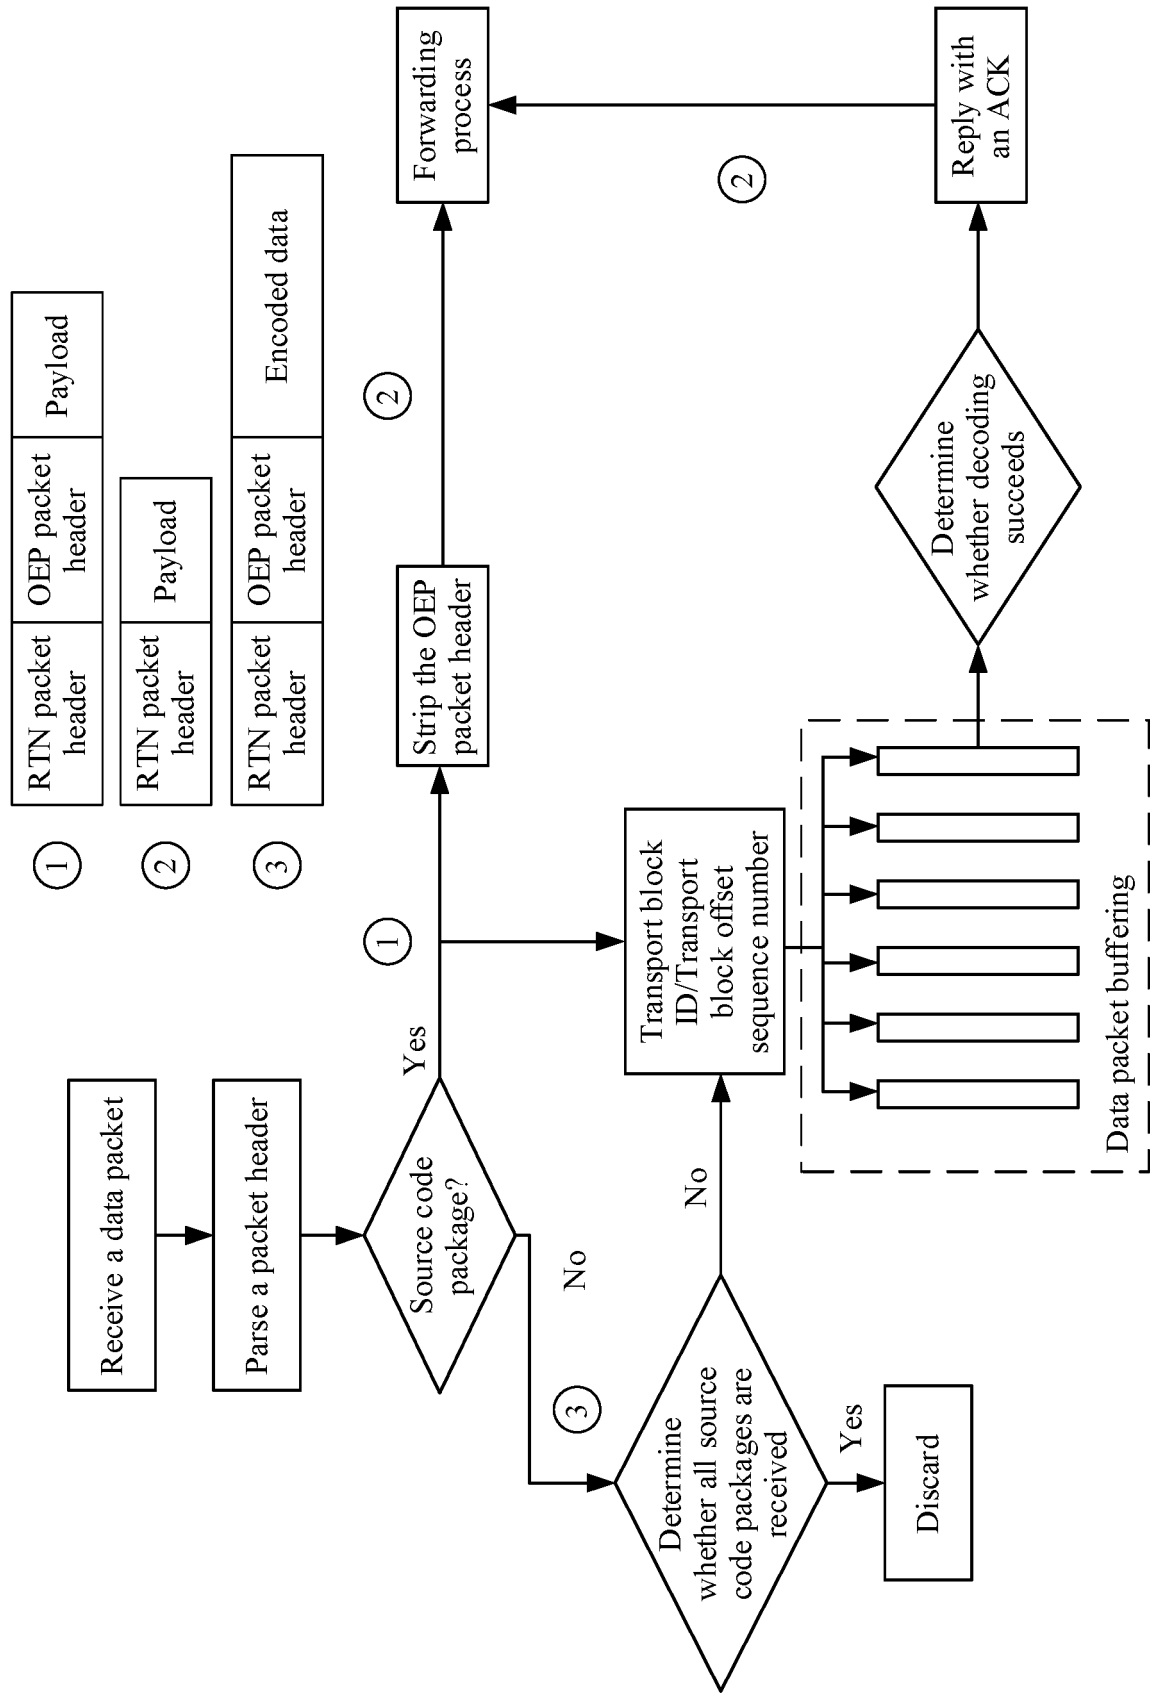 1
RTN packet
header
OEP packet
header
Payload
2
RTN packet
header
Payload
3
RTN packet
header
OEP packet
header
Encoded data
Receive a data packet
Parse a packet header
Source code
package?
Yes
1
Strip the OEP
packet header
2
Forwarding
process
No
3
Determine
whether all source
code packages are
received
Yes
Discard
No
Transport block
ID/Transport
block offset
sequence number
Data packet buffering
Determine
whether decoding
succeeds
Reply with
an ACK
2